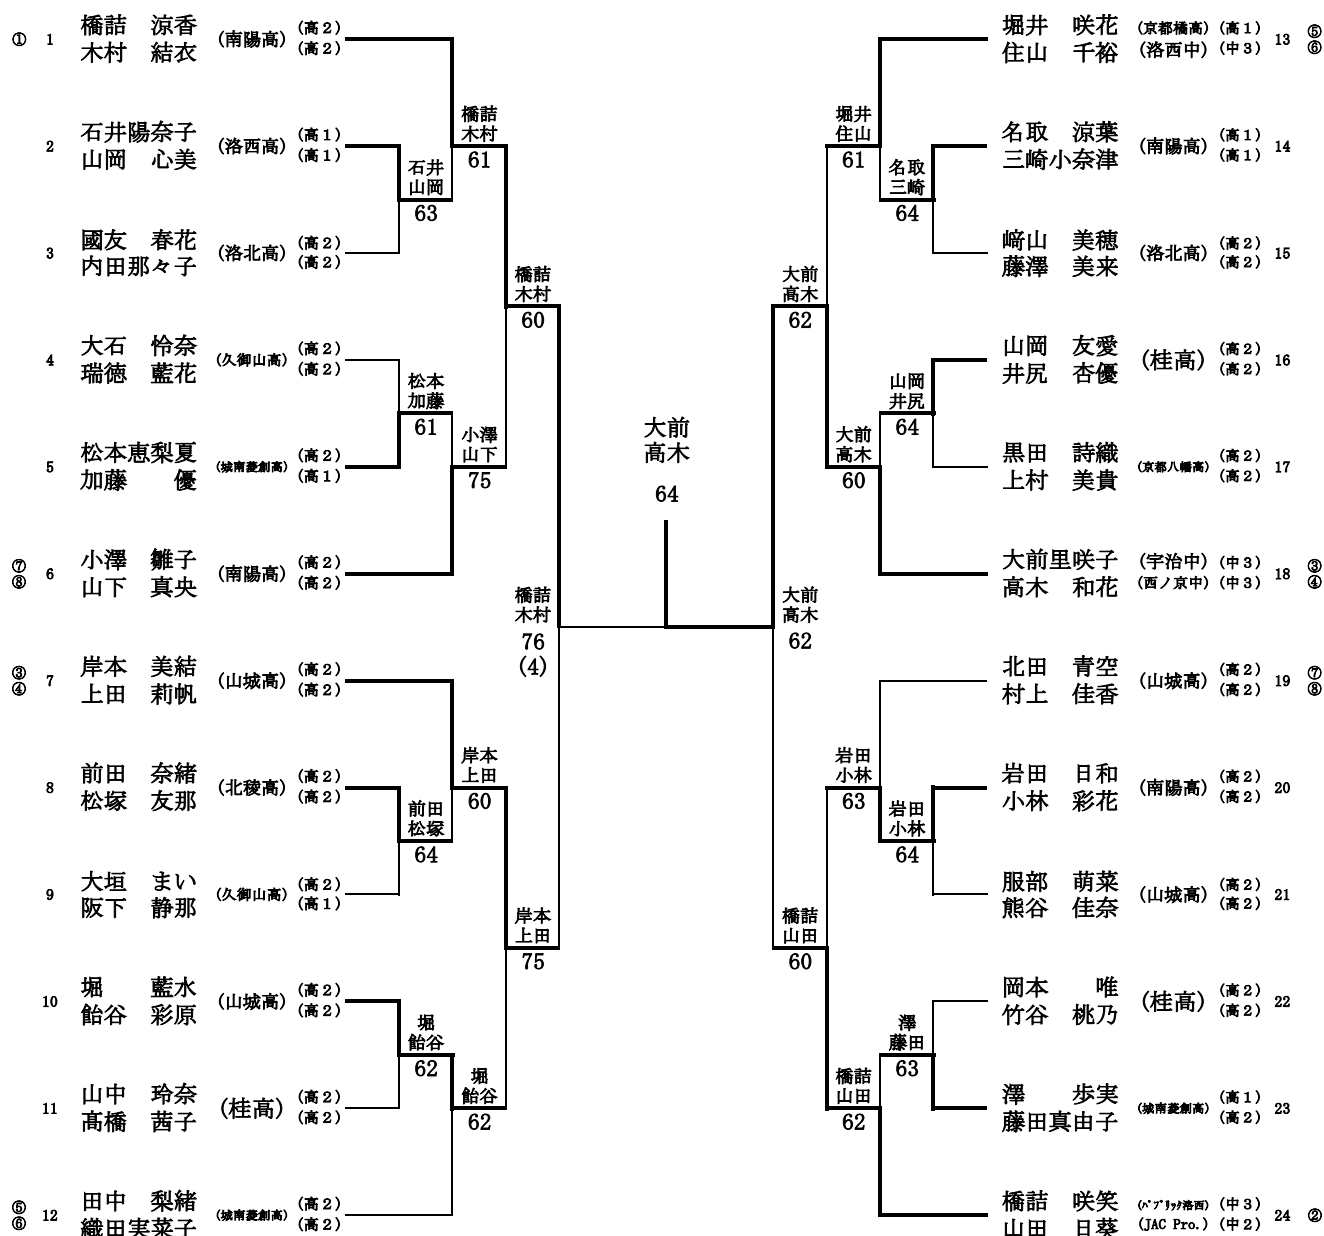 ① 1 橋詰 涼香 (南陽高) (高2)
木村 結衣 (高2)
2 石井陽奈子 (洛西高) (高1)
山岡 心美 (高1)
3 國友 春花 (洛北高) (高2)
内田那々子 (高2)
4 大石 怜奈 (久御山高) (高2)
瑞徳 藍花 (高2)
5 松本恵梨夏 (城南菱創高) (高2)
加藤 優 (高1)
⑦⑧ 6 小澤 雛子 (南陽高) (高2)
山下 真央 (高2)
③④ 7 岸本 美結 (山城高) (高2)
上田 莉帆 (高2)
8 前田 奈緒 (北稜高) (高2)
松塚 友那 (高2)
9 大垣 まい (久御山高) (高2)
阪下 静那 (高1)
10 堀 藍水 (山城高) (高2)
飴谷 彩原 (高2)
11 山中 玲奈 (桂高) (高2)
髙橋 茜子 (高2)
⑤⑥ 12 田中 梨緒 (城南菱創高) (高2)
織田実菜子 (高2)
石井
山岡
63
松本
加藤
61
前田
松塚
64
堀
飴谷
62
橋詰
木村
61
小澤
山下
75
岸本
上田
60
堀
飴谷
62
橋詰
木村
60
岸本
上田
75
橋詰
木村
76
(4)
大前
高木
64
大前
高木
62
大前
高木
62
橋詰
山田
60
堀井
住山
61
大前
高木
60
岩田
小林
63
橋詰
山田
62
名取
三崎
64
山岡
井尻
64
岩田
小林
64
澤
藤田
63
堀井 咲花 (京都橘高) (高1) 13 ⑤⑥
住山 千裕 (洛西中) (中3)
名取 涼葉 (南陽高) (高1) 14
三崎小奈津 (高1)
﨑山 美穂 (洛北高) (高2) 15
藤澤 美来 (高2)
山岡 友愛 (桂高) (高2) 16
井尻 杏優 (高2)
黒田 詩織 (京都八幡高) (高2) 17
上村 美貴 (高2)
大前里咲子 (宇治中) (中3) 18 ③④
高木 和花 (西ノ京中) (中3)
北田 青空 (山城高) (高2) 19 ⑦⑧
村上 佳香 (高2)
岩田 日和 (南陽高) (高2) 20
小林 彩花 (高2)
服部 萌菜 (山城高) (高2) 21
熊谷 佳奈 (高2)
岡本 唯 (桂高) (高2) 22
竹谷 桃乃 (高2)
澤 歩実 (城南菱創高) (高1) 23
藤田真由子 (高2)
橋詰 咲笑 (パブリック洛西) (中3) 24 ②
山田 日葵 (JAC Pro.) (中2)